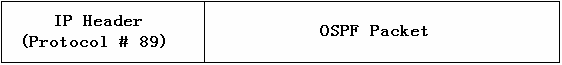 IP Header
(Protocol # 89)
OSPF Packet